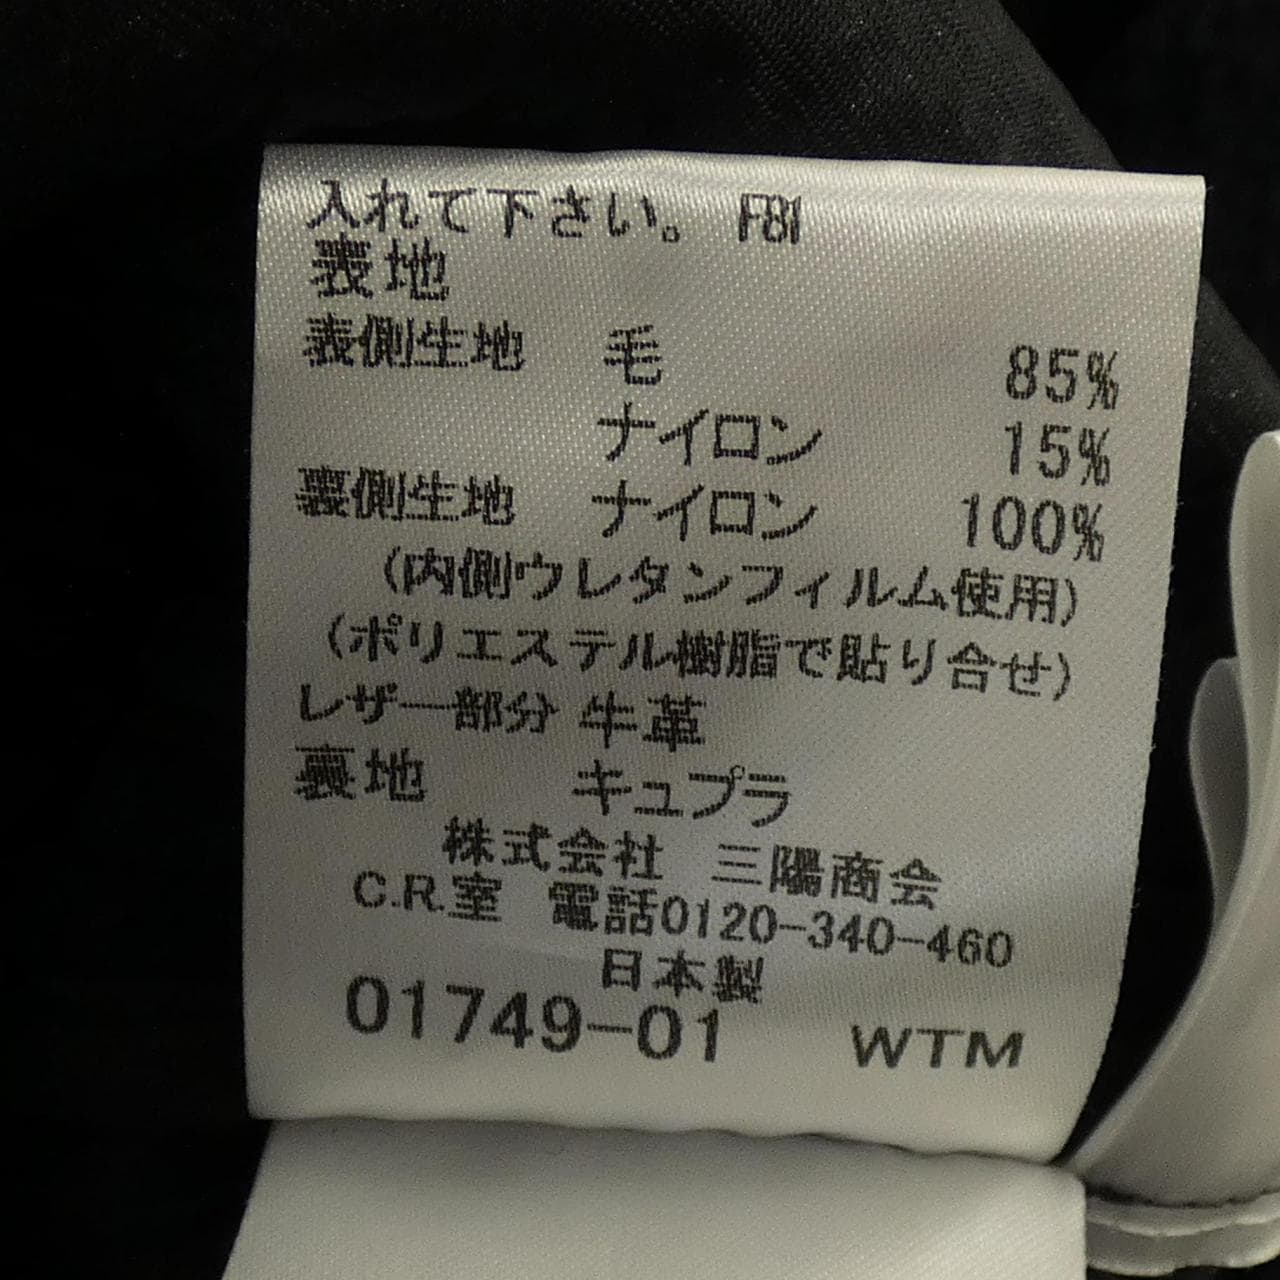 入れて下さい。 F81
表地
表側生地 毛 85%
ナイロン 15%
裏側生地 ナイロン 100%
(内側ウレタンフィルム使用)
(ポリエステル樹脂で貼り合せ)
レザー部分 牛革
裏地 キュプラ
株式会社 三陽商会
C.R.室 電話0120-340-460
日本製
01749-01 WTM